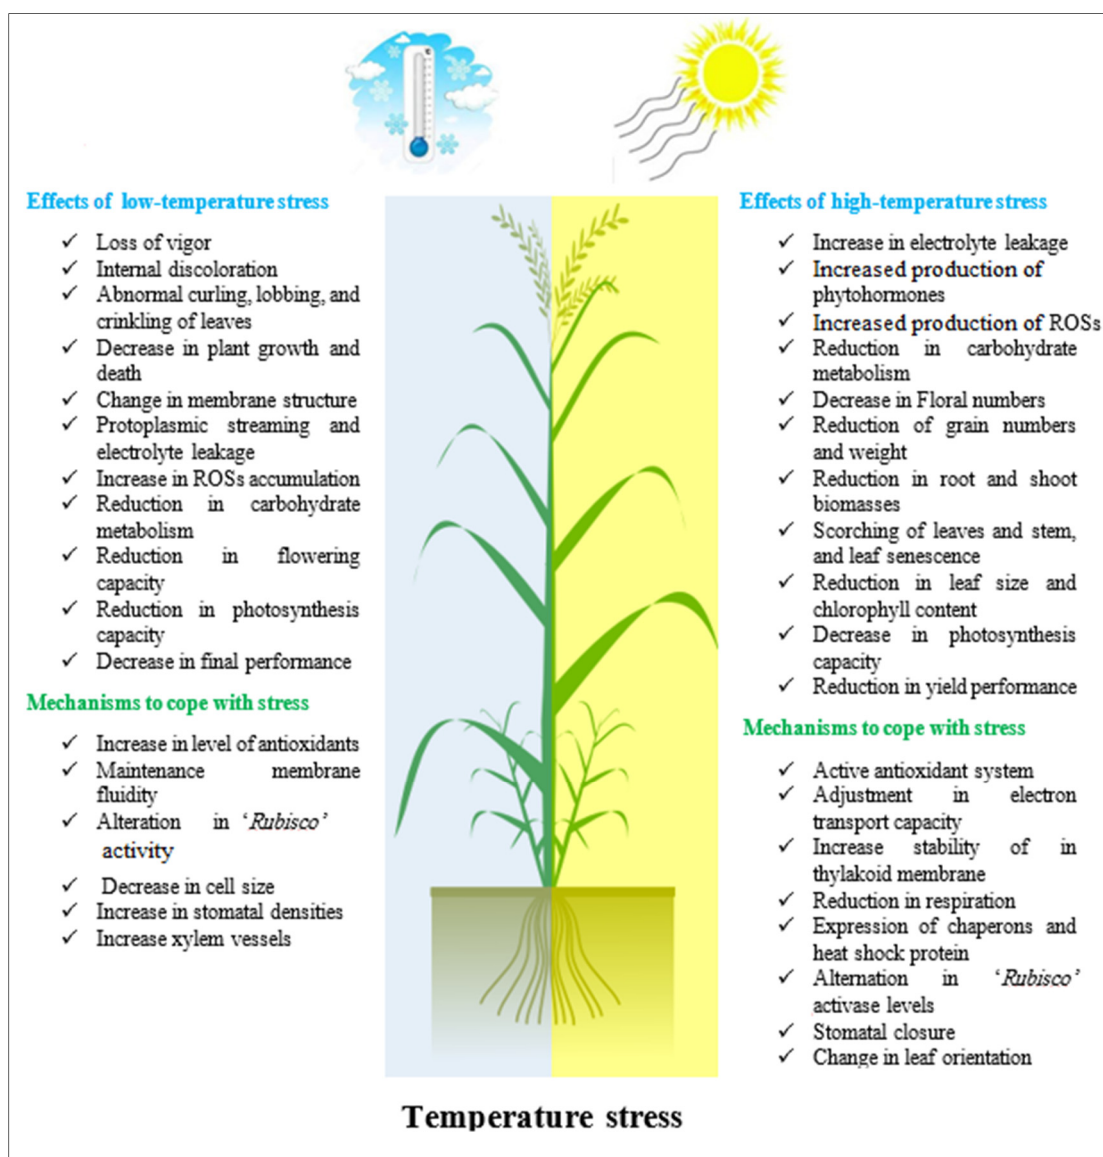 Effects of low-temperature stress
✓ Loss of vigor
✓ Internal discoloration
✓ Abnormal curling, lobbing, and
crinkling of leaves
✓ Decrease in plant growth and
death
✓ Change in membrane structure
✓ Protoplasmic streaming and
electrolyte leakage
✓ Increase in ROSs accumulation
✓ Reduction in carbohydrate
metabolism
✓ Reduction in flowering
capacity
✓ Reduction in photosynthesis
capacity
✓ Decrease in final performance
Mechanisms to cope with stress
✓ Increase in level of antioxidants
✓ Maintenance membrane
fluidity
✓ Alteration in ‘Rubisco’
activity
✓ Decrease in cell size
✓ Increase in stomatal densities
✓ Increase xylem vessels
Effects of high-temperature stress
✓ Increase in electrolyte leakage
✓ Increased production of
phytohormones
✓ Increased production of ROSs
✓ Reduction in carbohydrate
metabolism
✓ Decrease in Floral numbers
✓ Reduction of grain numbers
and weight
✓ Reduction in root and shoot
biomasses
✓ Scorching of leaves and stem,
and leaf senescence
✓ Reduction in leaf size and
chlorophyll content
✓ Decrease in photosynthesis
capacity
✓ Reduction in yield performance
Mechanisms to cope with stress
✓ Active antioxidant system
✓ Adjustment in electron
transport capacity
✓ Increase stability of in
thylakoid membrane
✓ Reduction in respiration
✓ Expression of chaperons and
heat shock protein
✓ Alternation in ‘Rubisco’
activase levels
✓ Stomatal closure
✓ Change in leaf orientation
Temperature stress